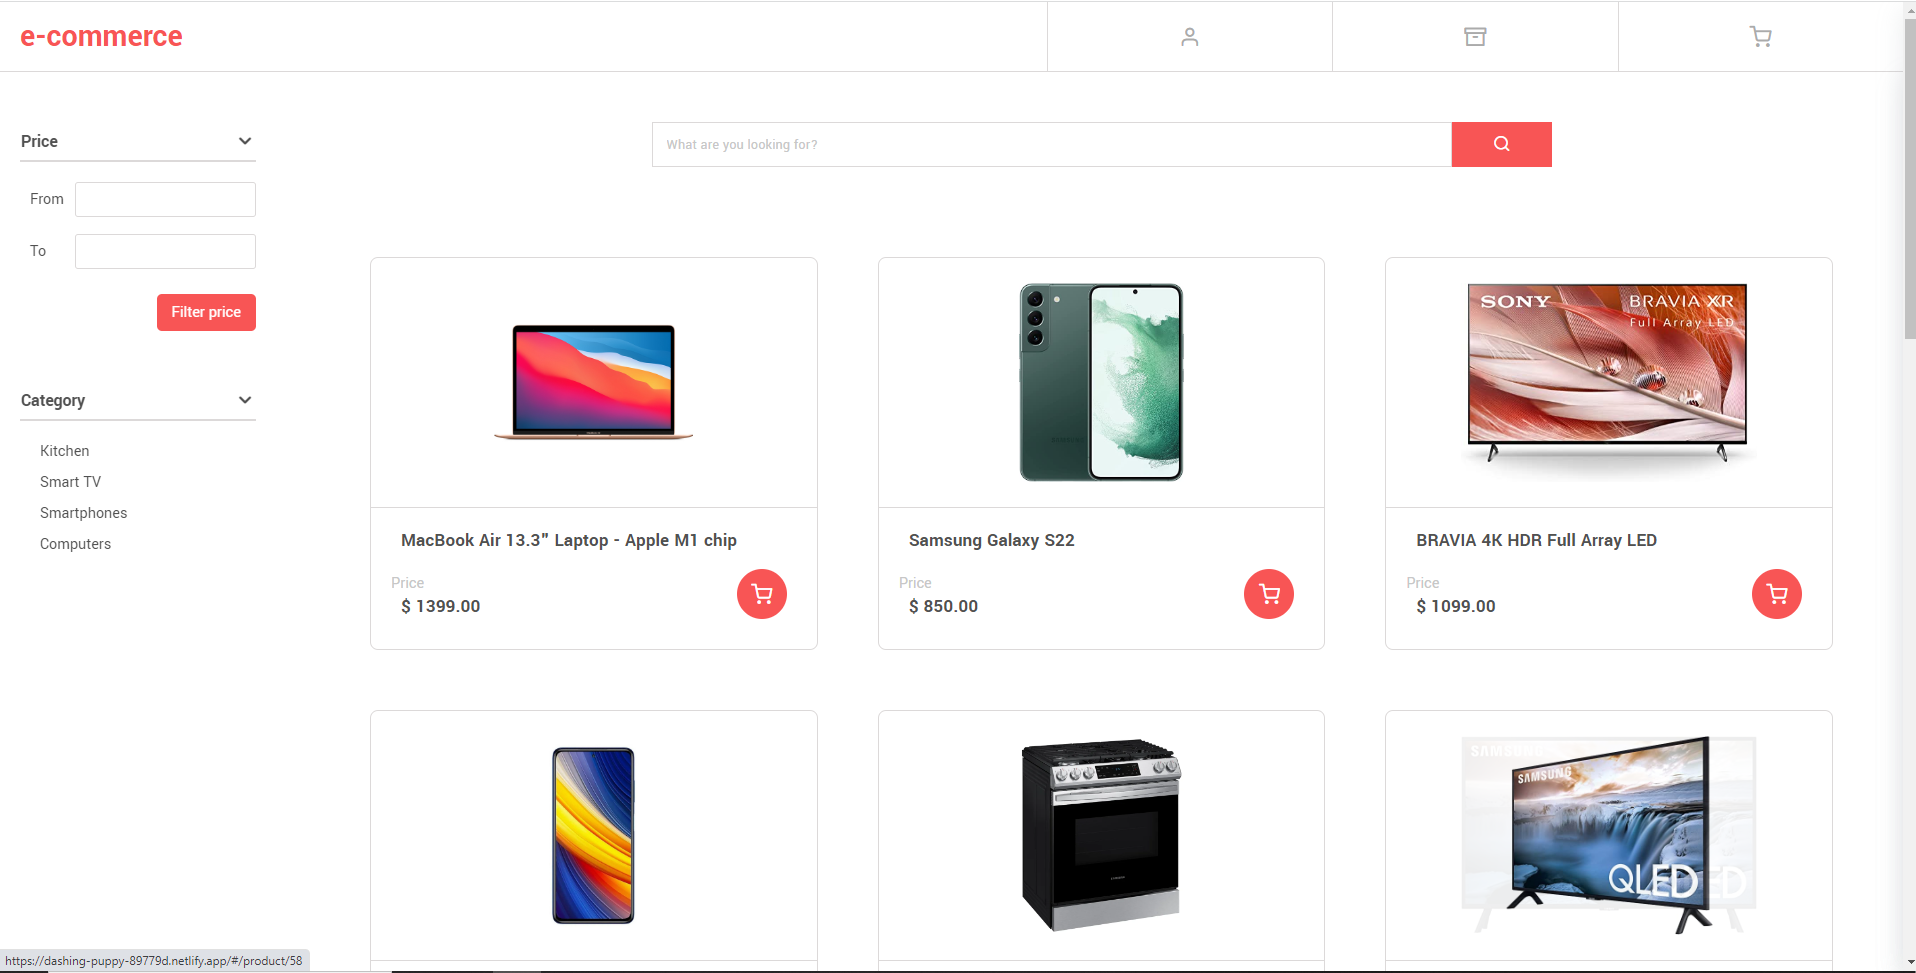 e-commerce
What are you looking for?
Price
From
To
Filter price
Category
Kitchen
Smart TV
Smartphones
Computers
SONY
BRAVIA XR
Full Array LED
MacBook Air 13.3" Laptop - Apple M1 chip
Price
$ 1399.00
Samsung Galaxy S22
Price
$ 850.00
BRAVIA 4K HDR Full Array LED
Price
$ 1099.00
SAMSUNG
SAMSUNG
QLED
https://dashing-puppy-89779d.netlify.app/#/product/58